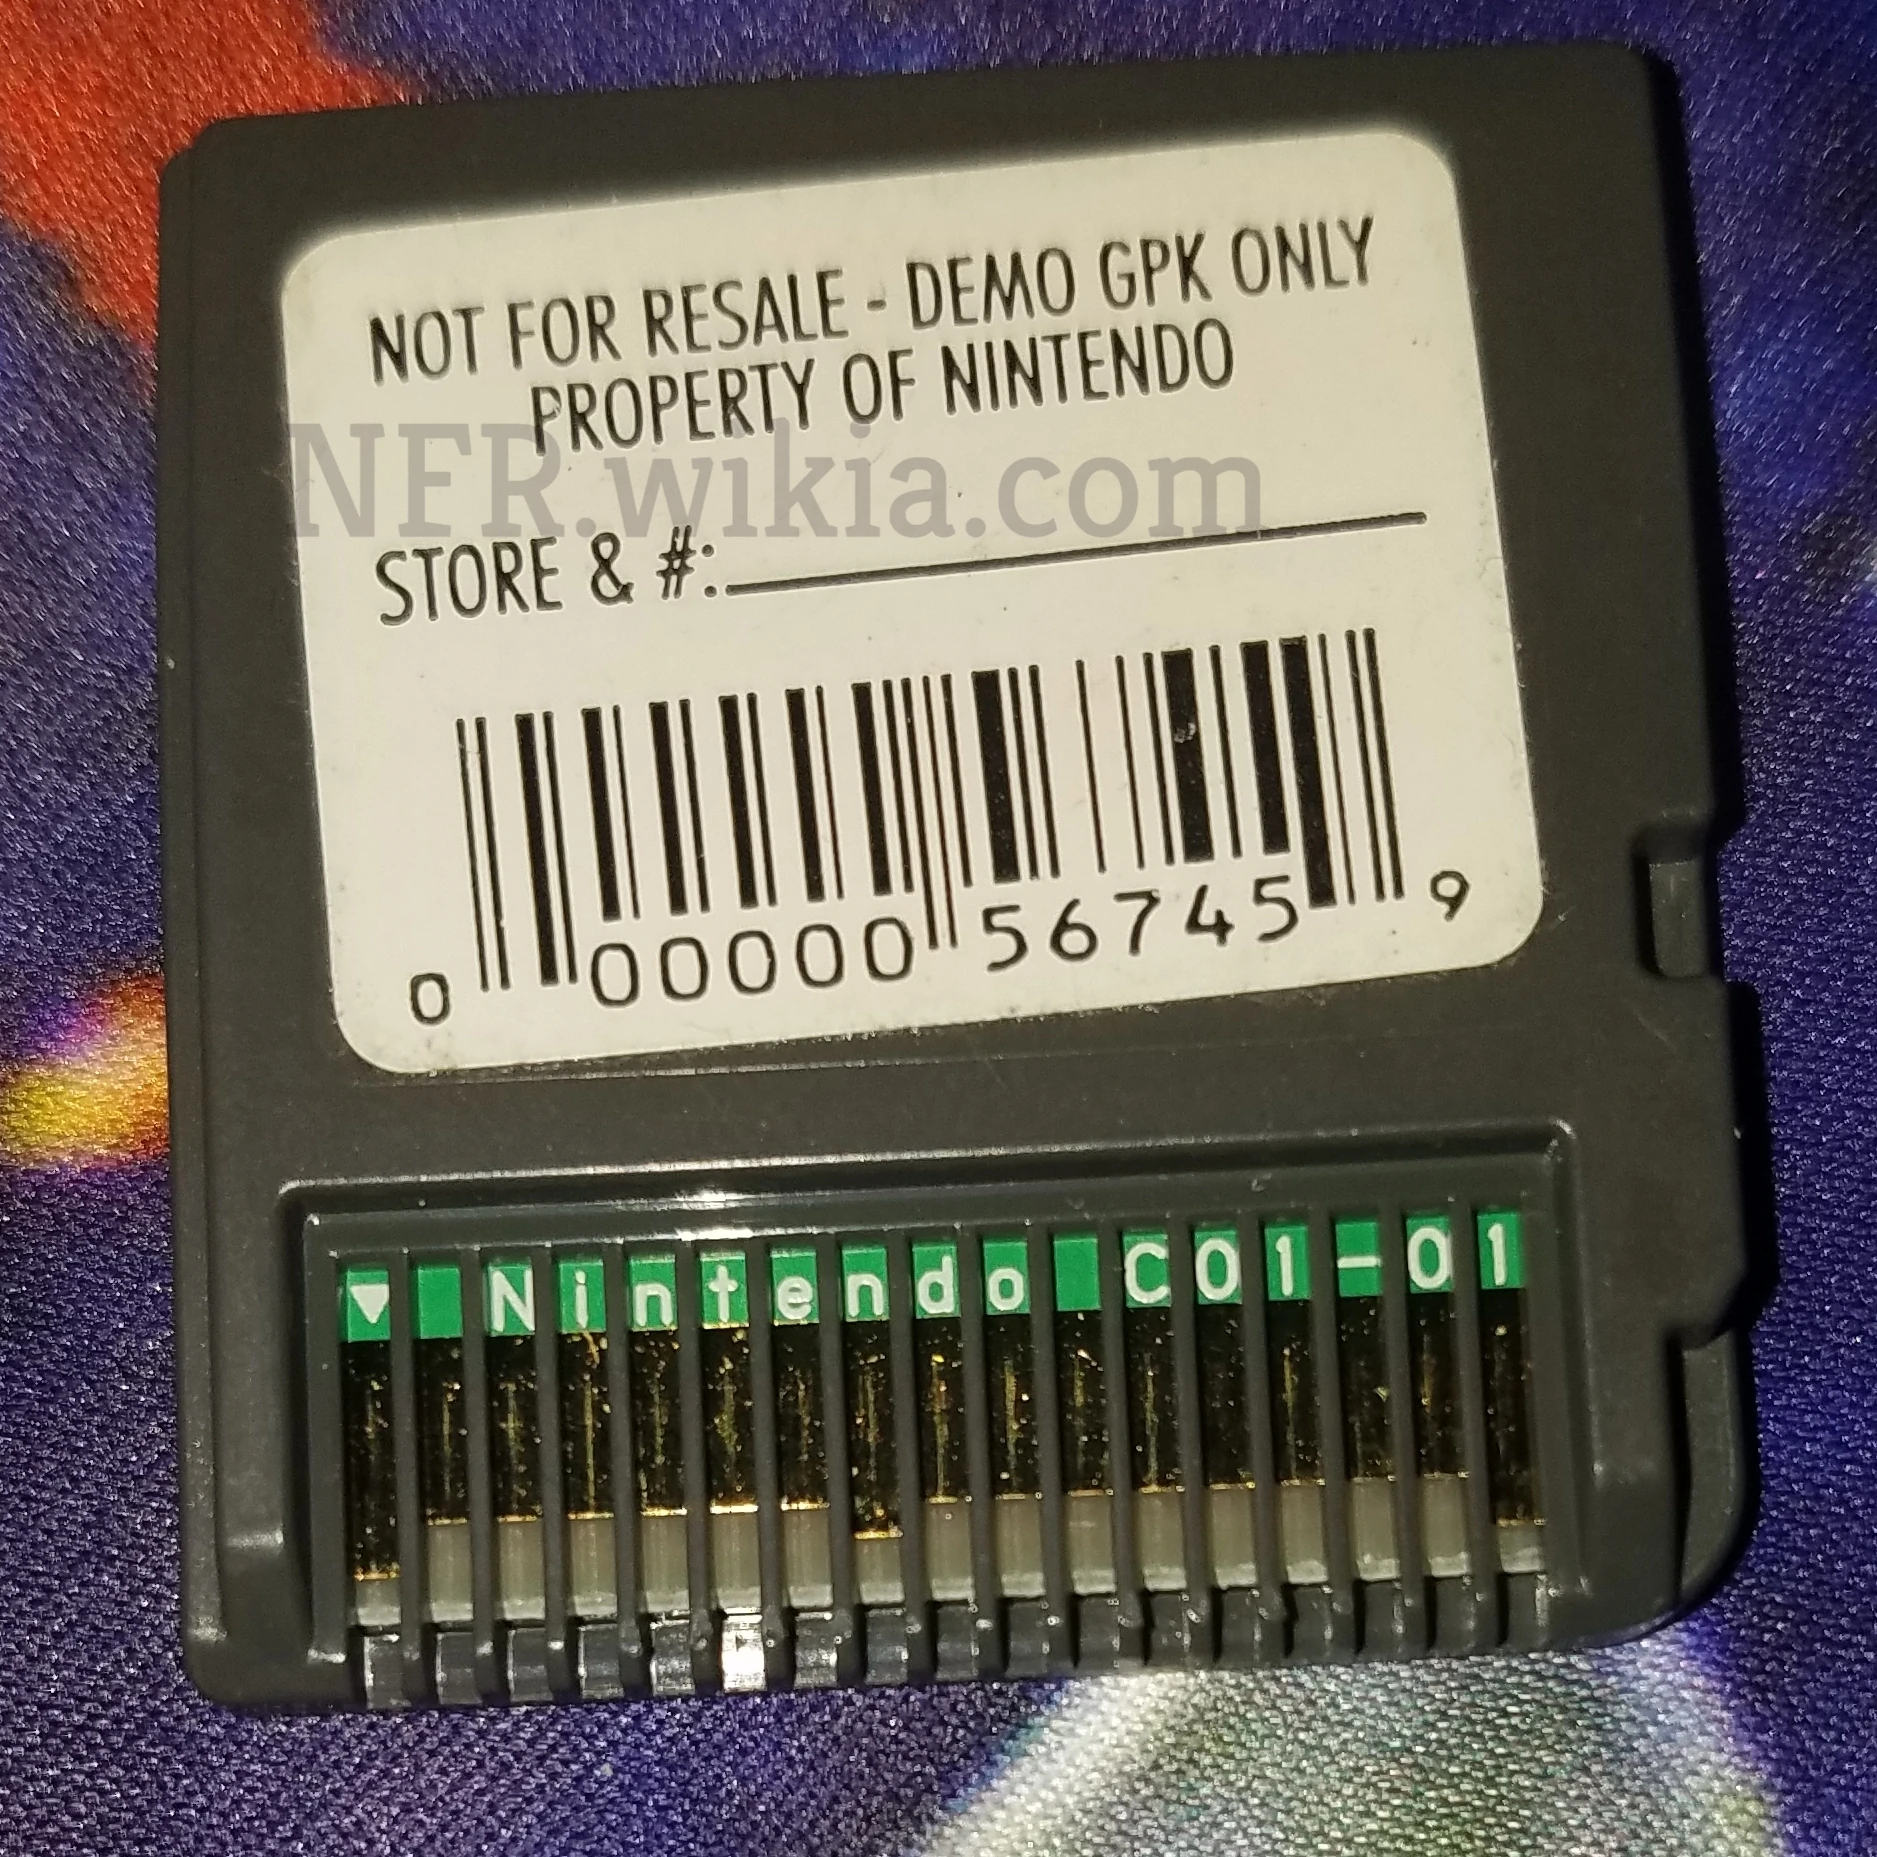 NOT FOR RESALE - DEMO GPK ONLY
PROPERTY OF NINTENDO
NFR.wikia.com
STORE & #:
0 00000 56745 9
▼ Nintendo C01-01